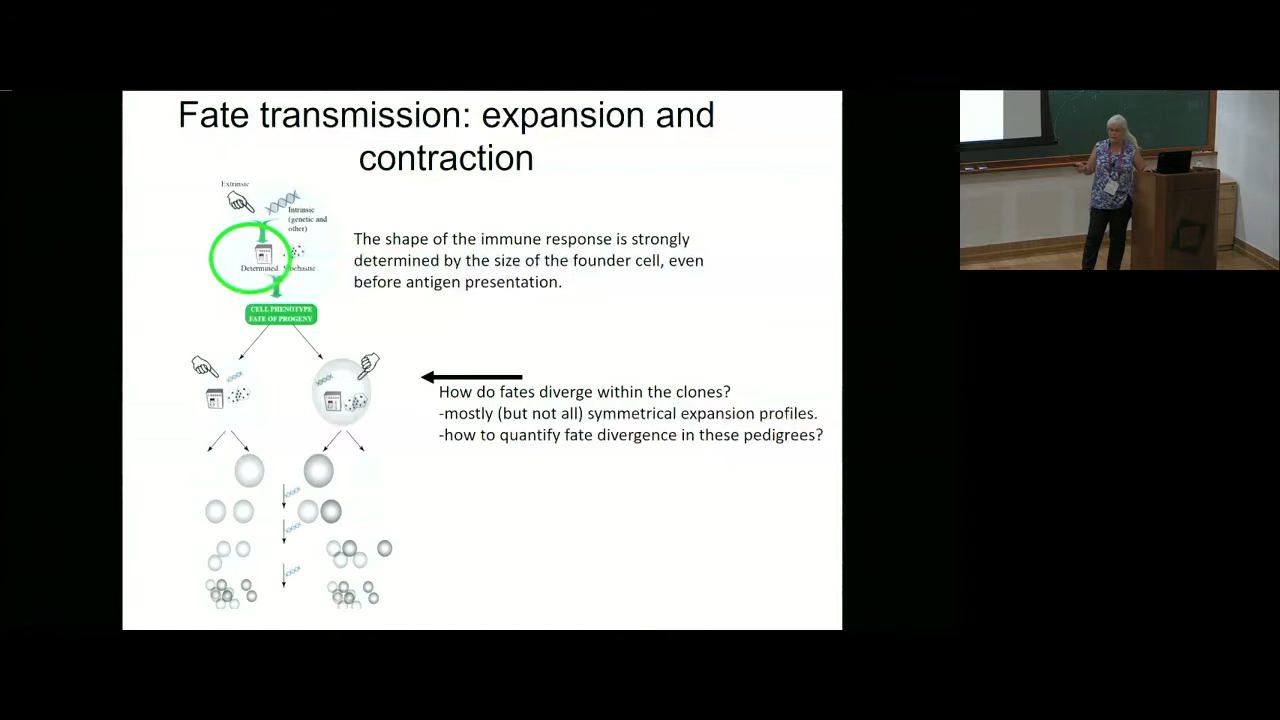 Fate transmission: expansion and
contraction
Extrinsic
Intrinsic
(genetic and
other)
Determined Stochastic
CELL PHENOTYPE
FATE OF PROGENY
The shape of the immune response is strongly
determined by the size of the founder cell, even
before antigen presentation.
How do fates diverge within the clones?
-mostly (but not all) symmetrical expansion profiles.
-how to quantify fate divergence in these pedigrees?